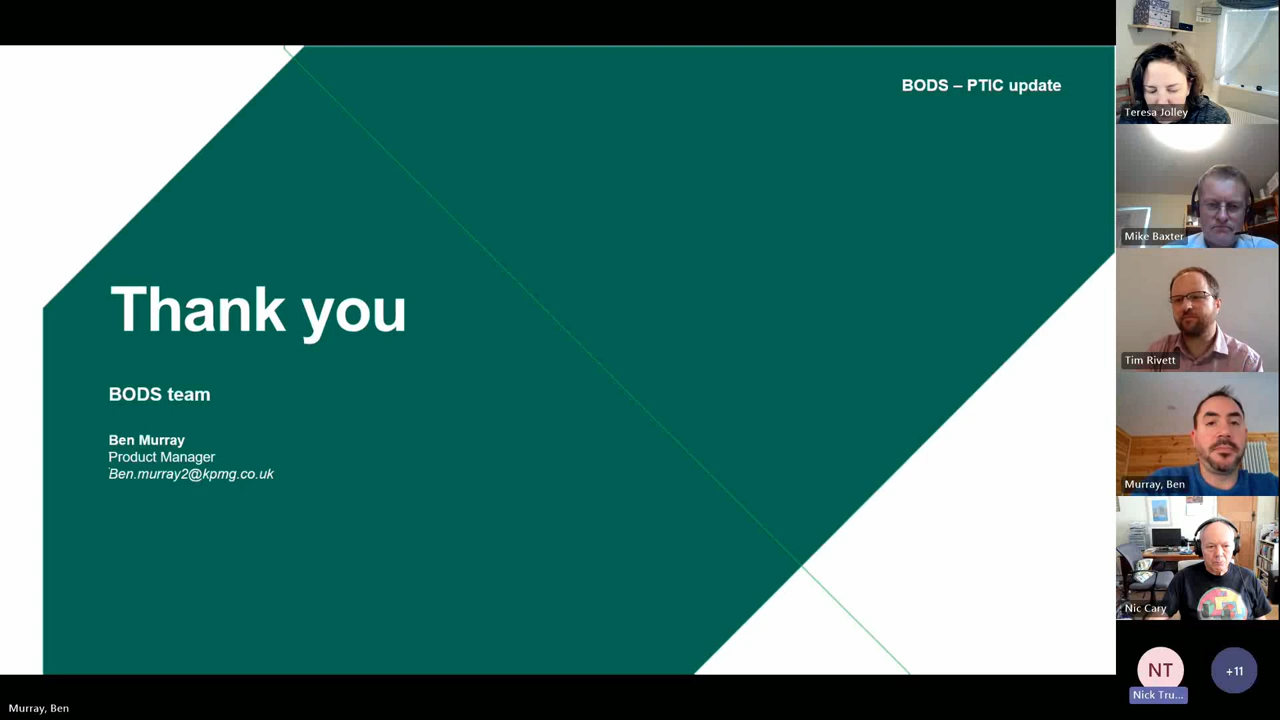 BODS – PTIC update
Thank you
BODS team
Ben Murray
Product Manager
Ben.murray2@kpmg.co.uk
Teresa Jolley
Mike Baxter
Tim Rivett
Murray, Ben
Nic Cary
NT
+11
Nick Tru...
Murray, Ben